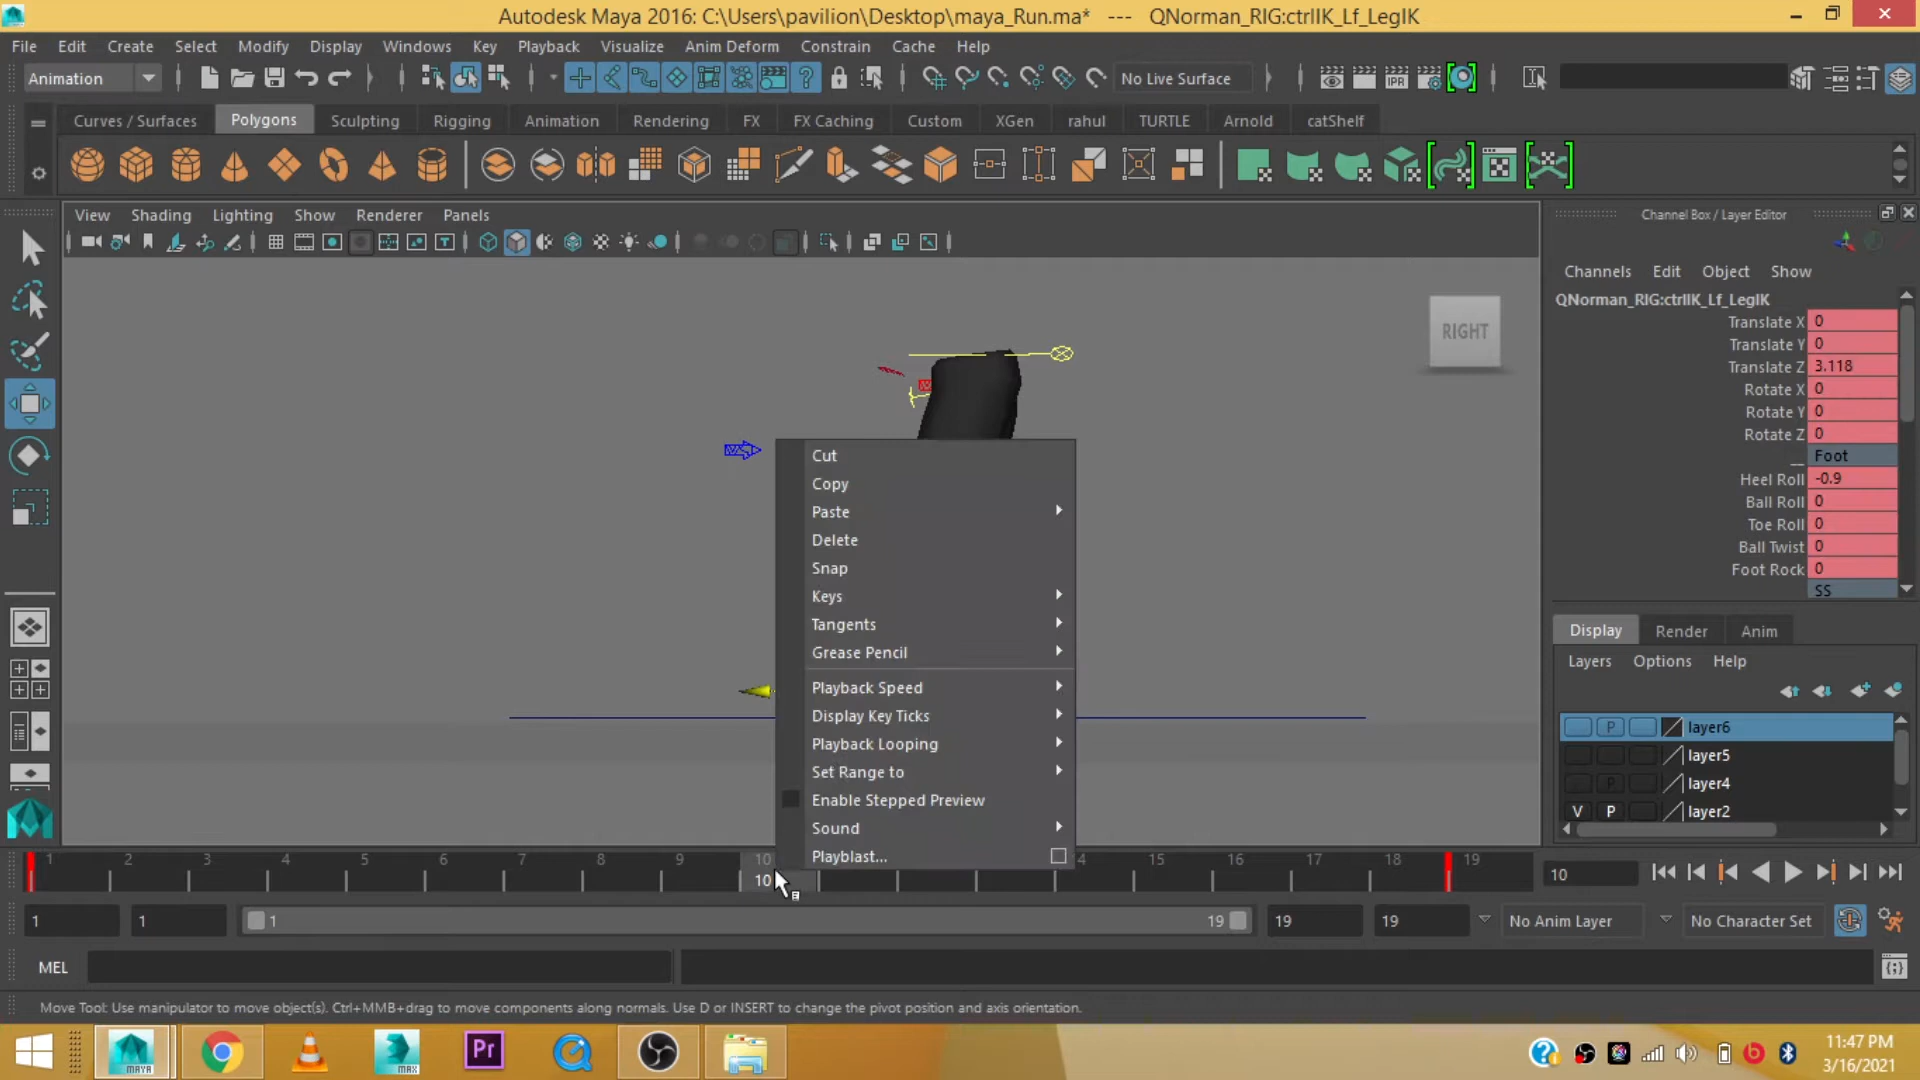 Autodesk Maya 2016: C:\Users\pavilion\Desktop\maya_Run.ma* --- QNorman_RIG:ctrlIK_Lf_LegIK
File Edit Create Select Modify Display Windows Key Playback Visualize Anim Deform Constrain Cache Help
Animation No Live Surface IPR
Curves / Surfaces Polygons Sculpting Rigging Animation Rendering FX FX Caching Custom XGen rahul TURTLE Arnold catShelf
View Shading Lighting Show Renderer Panels
Channel Box / Layer Editor
Channels Edit Object Show
QNorman_RIG:ctrlIK_Lf_LegIK
Translate X 0
Translate Y 0
Translate Z 3.118
Rotate X 0
Rotate Y 0
Rotate Z 0
__ Foot
Heel Roll -0.9
Ball Roll 0
Toe Roll 0
Ball Twist 0
Foot Rock 0
SS
RIGHT
Cut
Copy
Paste
Delete
Snap
Keys
Tangents
Grease Pencil
Playback Speed
Display Key Ticks
Playback Looping
Set Range to
Enable Stepped Preview
Sound
Playblast...
Display Render Anim
Layers Options Help
P layer6
layer5
P layer4
V P layer2
1 2 3 4 5 6 7 8 9 10 4 15 16 17 18 19
10 10
1 1 1 19 19 19 No Anim Layer No Character Set
MEL
Move Tool: Use manipulator to move object(s). Ctrl+MMB+drag to move components along normals. Use D or INSERT to change the pivot position and axis orientation.
MAYA MAX Pr
11:47 PM
3/16/2021